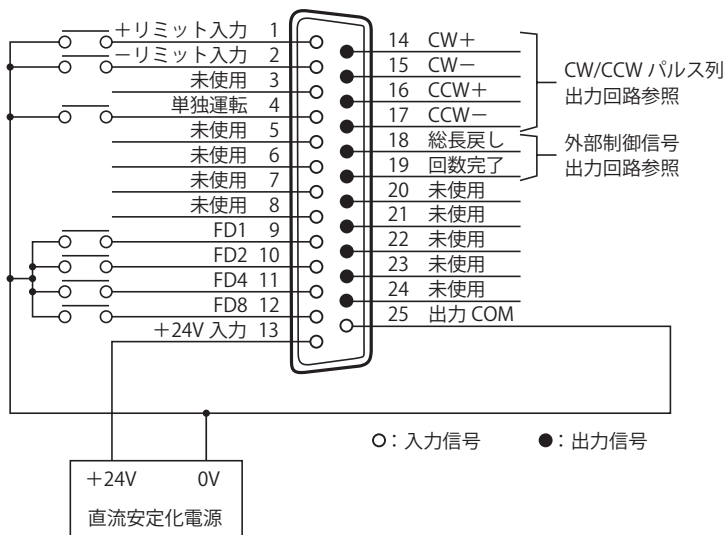 ＋リミット入力 1
－リミット入力 2
未使用 3
単独運転 4
未使用 5
未使用 6
未使用 7
未使用 8
FD1 9
FD2 10
FD4 11
FD8 12
＋24V 入力 13
14 CW＋
15 CW－
16 CCW＋
17 CCW－
18 総長戻し
19 回数完了
20 未使用
21 未使用
22 未使用
23 未使用
24 未使用
25 出力 COM
CW/CCW パルス列
出力回路参照
外部制御信号
出力回路参照
○：入力信号 ●：出力信号
＋24V 0V
直流安定化電源